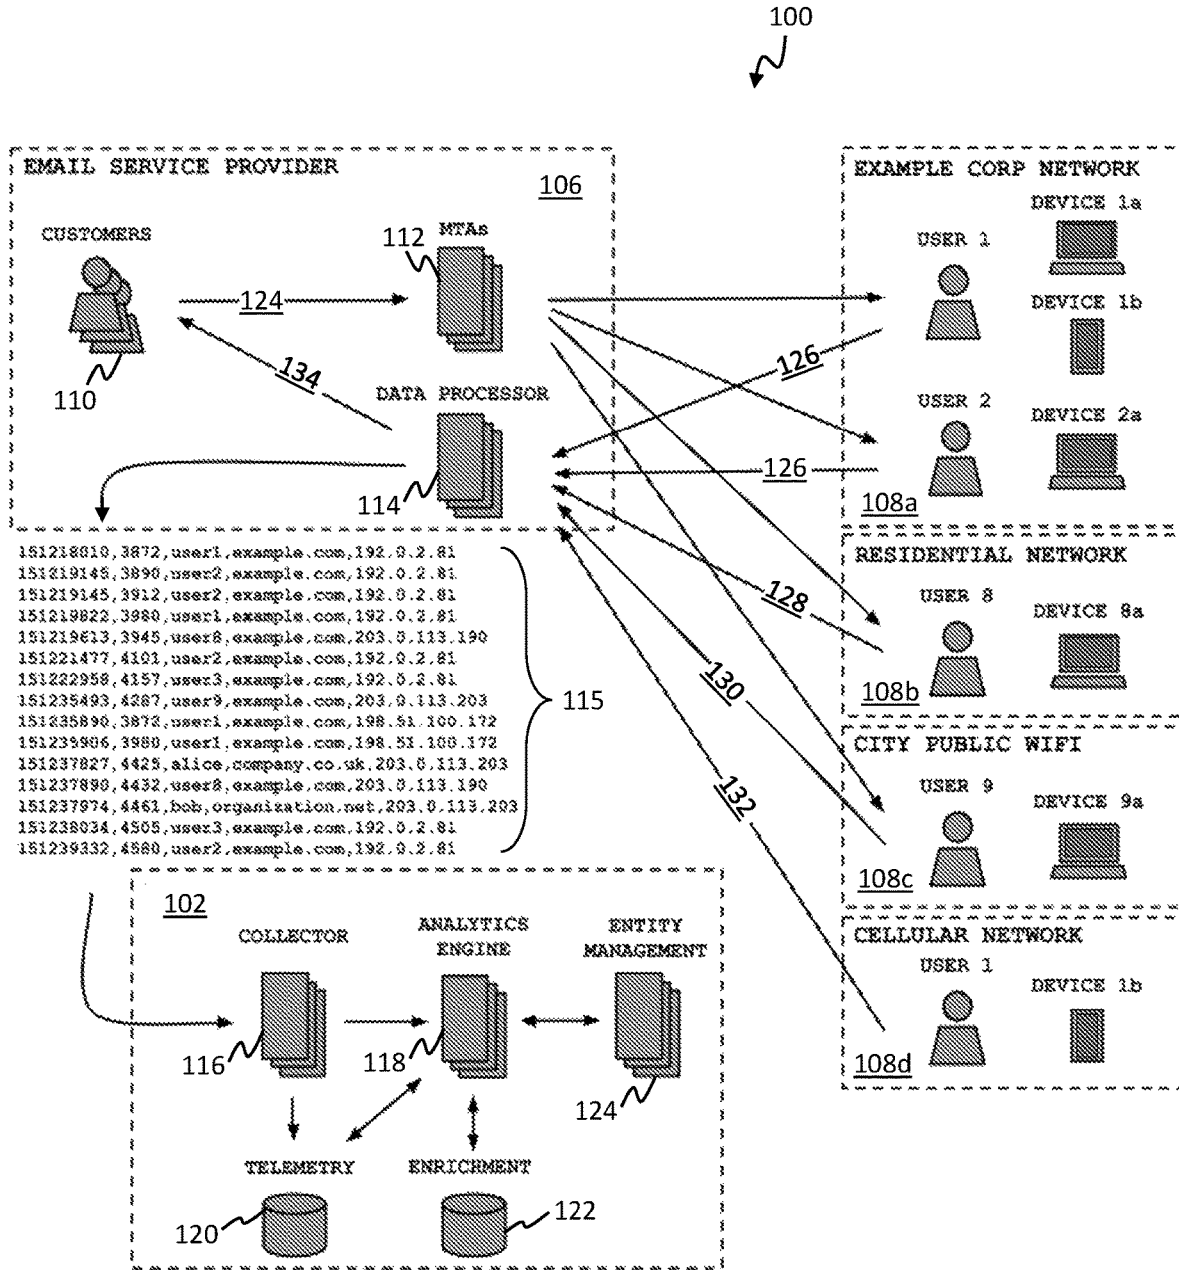 100
EMAIL SERVICE PROVIDER
106
CUSTOMERS
110
124
134
MTAs
112
DATA PROCESSOR
114
EXAMPLE CORP NETWORK
USER 1
DEVICE 1a
DEVICE 1b
USER 2
DEVICE 2a
108a
126
126
RESIDENTIAL NETWORK
USER 8
DEVICE 8a
108b
128
CITY PUBLIC WIFI
USER 9
DEVICE 9a
108c
130
CELLULAR NETWORK
USER 1
DEVICE 1b
108d
132
151218010,3872,user1,example.com,192.0.2.81
151219145,3890,user2,example.com,192.0.2.81
151219145,3912,user2,example.com,192.0.2.81
151219822,3980,user1,example.com,192.0.2.81
151219613,3945,user8,example.com,203.0.113.190
151221477,4101,user2,example.com,192.0.2.81
151222958,4157,user3,example.com,192.0.2.81
151235493,4287,user9,example.com,203.0.113.203
151235890,3872,user1,example.com,198.51.100.172
151235906,3980,user1,example.com,198.51.100.172
151237827,4425,alice,company.co.uk,203.0.113.203
151237890,4432,user8,example.com,203.0.113.190
151237974,4461,bob,organization.net,203.0.113.203
151238034,4505,user3,example.com,192.0.2.81
151239332,4580,user2,example.com,192.0.2.81
115
102
COLLECTOR
116
ANALYTICS
ENGINE
118
ENTITY
MANAGEMENT
124
TELEMETRY
120
ENRICHMENT
122